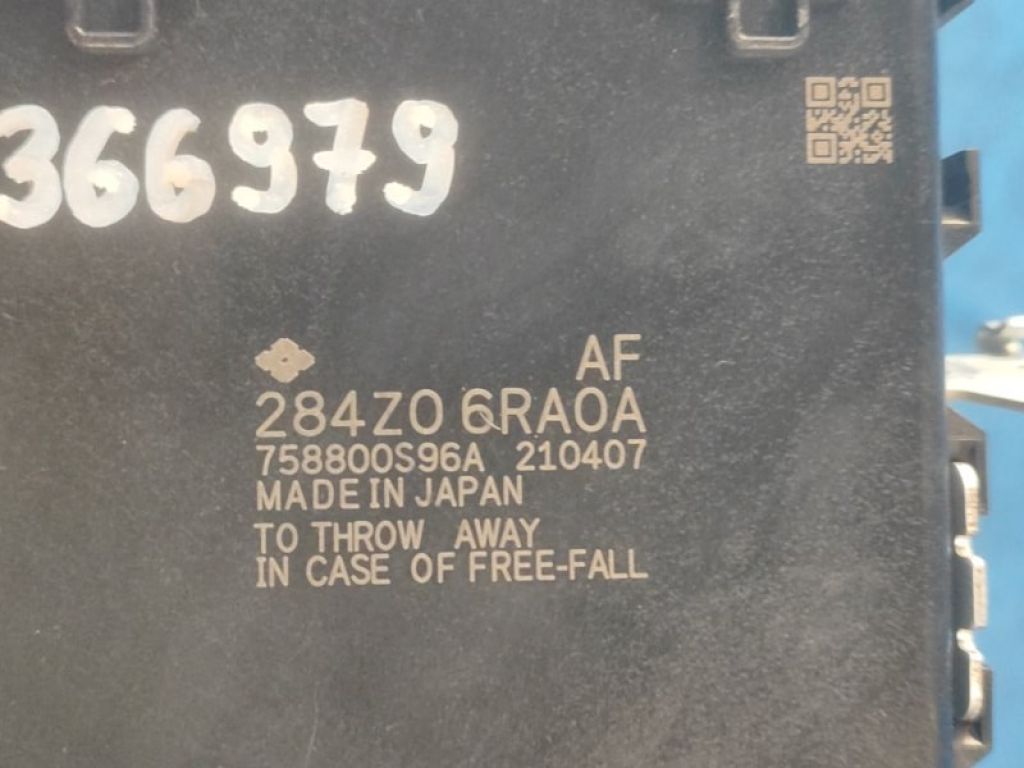 366979
AF
284Z0 6RA0A
758800S96A 210407
MADE IN JAPAN
TO THROW AWAY
IN CASE OF FREE-FALL